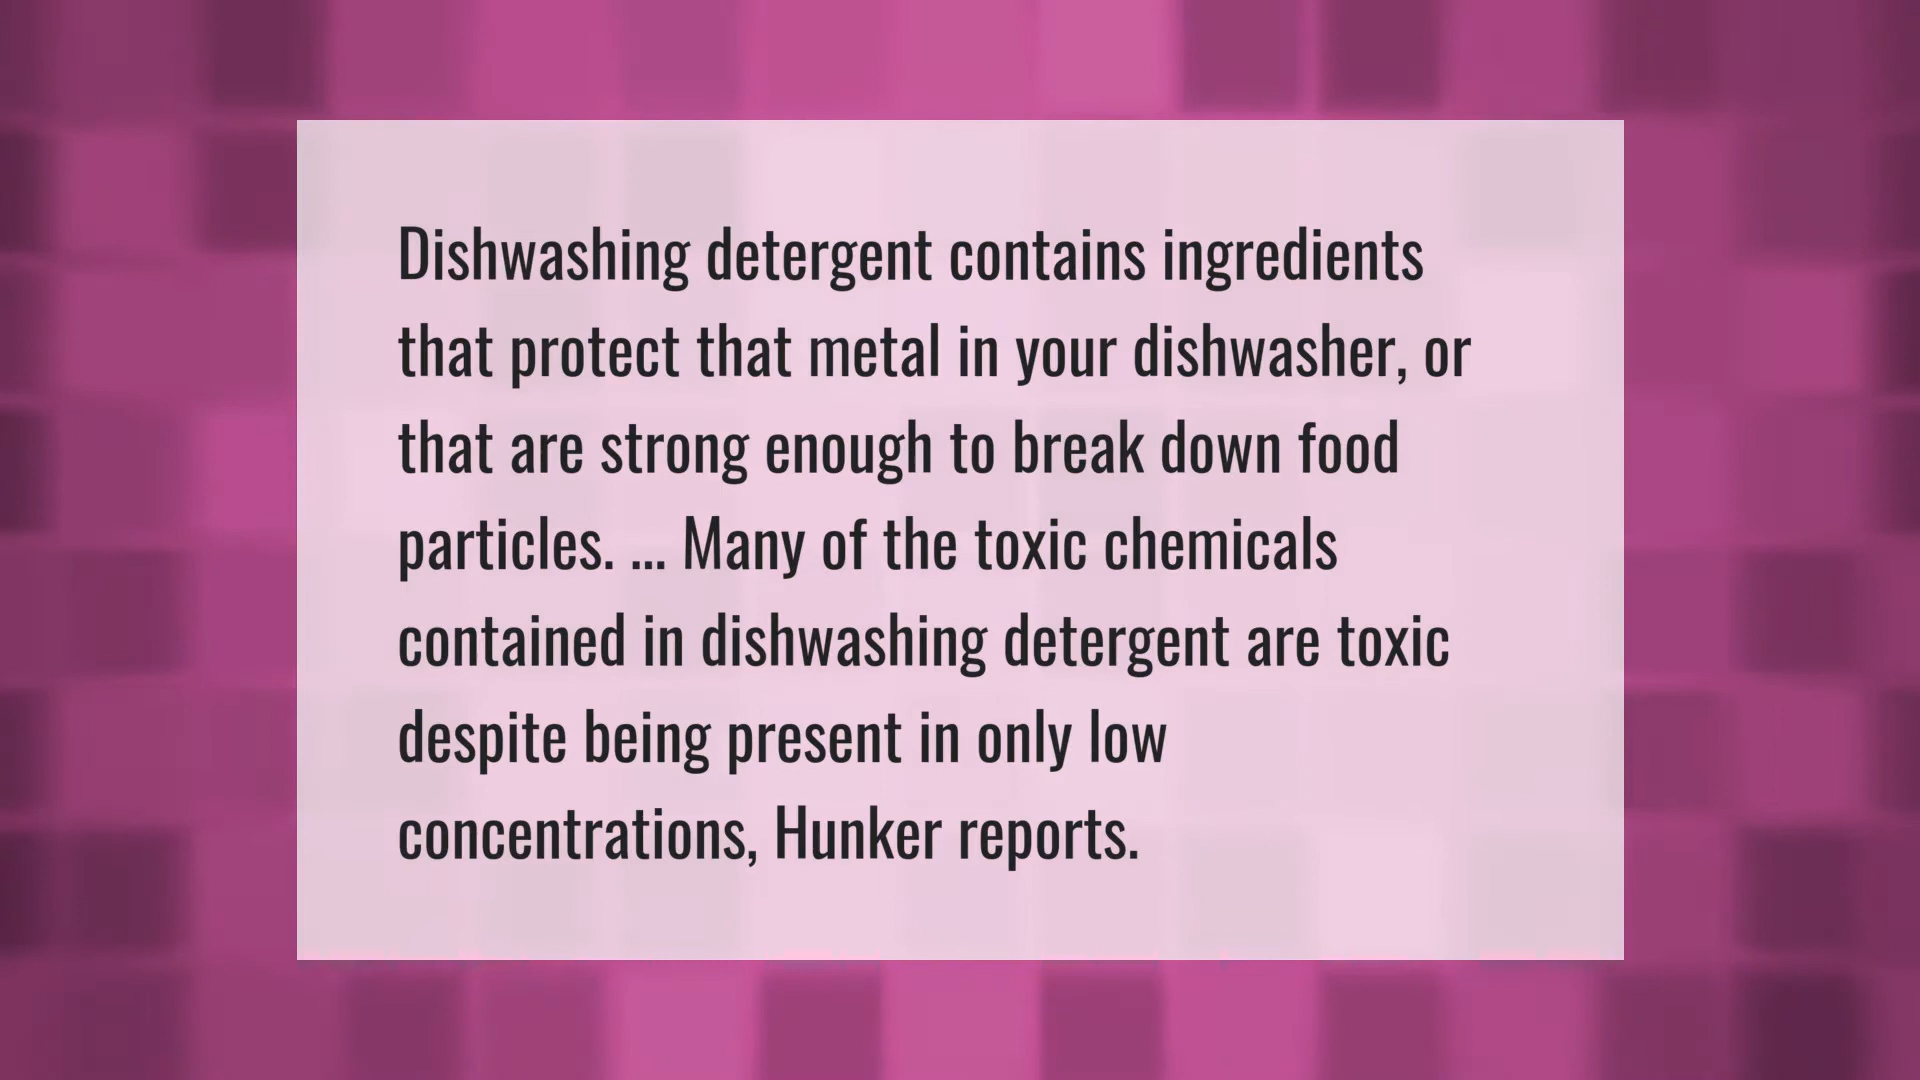 Dishwashing detergent contains ingredients
that protect that metal in your dishwasher, or
that are strong enough to break down food
particles. ... Many of the toxic chemicals
contained in dishwashing detergent are toxic
despite being present in only low
concentrations, Hunker reports.